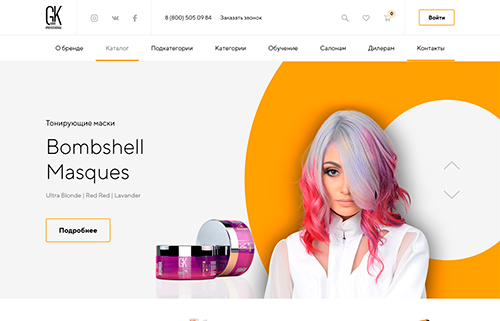 GK
8 (800) 505 09 84
Заказать звонок
0
Войти
О бренде
Каталог
Подкатегории
Категории
Обучение
Салонам
Дилерам
Контакты
Тонирующие маски
Bombshell
Masques
Ultra Blonde | Red Red | Lavander
Подробнее